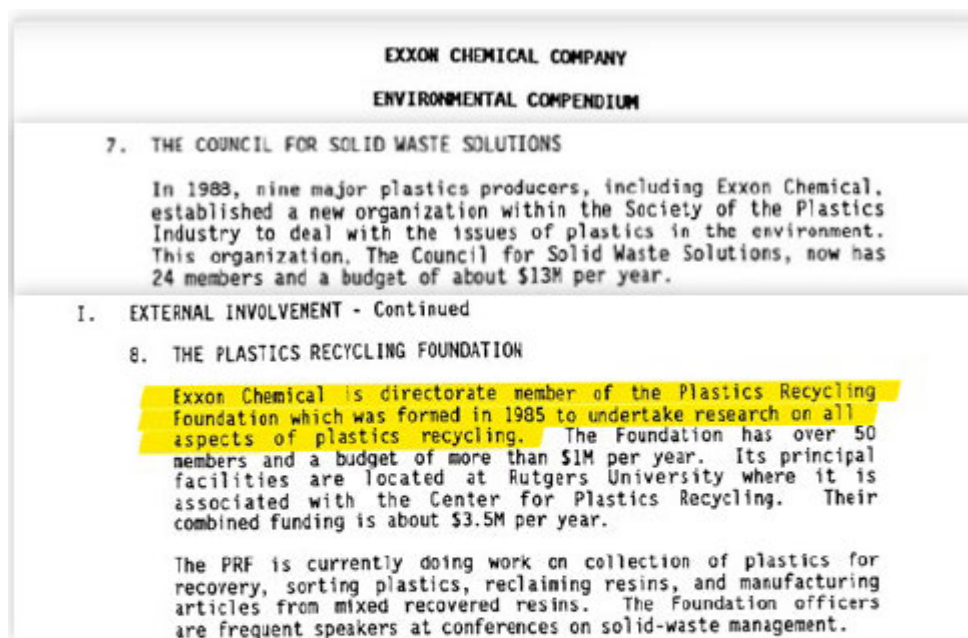 EXXON CHEMICAL COMPANY
ENVIRONMENTAL COMPENDIUM
7. THE COUNCIL FOR SOLID WASTE SOLUTIONS
In 1988, nine major plastics producers, including Exxon Chemical,
established a new organization within the Society of the Plastics
Industry to deal with the issues of plastics in the environment.
This organization, The Council for Solid Waste Solutions, now has
24 members and a budget of about $13M per year.
I. EXTERNAL INVOLVEMENT - Continued
8. THE PLASTICS RECYCLING FOUNDATION
Exxon Chemical is directorate member of the Plastics Recycling
Foundation which was formed in 1985 to undertake research on all
aspects of plastics recycling. The Foundation has over 50
members and a budget of more than $1M per year. Its principal
facilities are located at Rutgers University where it is
associated with the Center for Plastics Recycling. Their
combined funding is about $3.5M per year.
The PRF is currently doing work on collection of plastics for
recovery, sorting plastics, reclaiming resins, and manufacturing
articles from mixed recovered resins. The Foundation officers
are frequent speakers at conferences on solid-waste management.